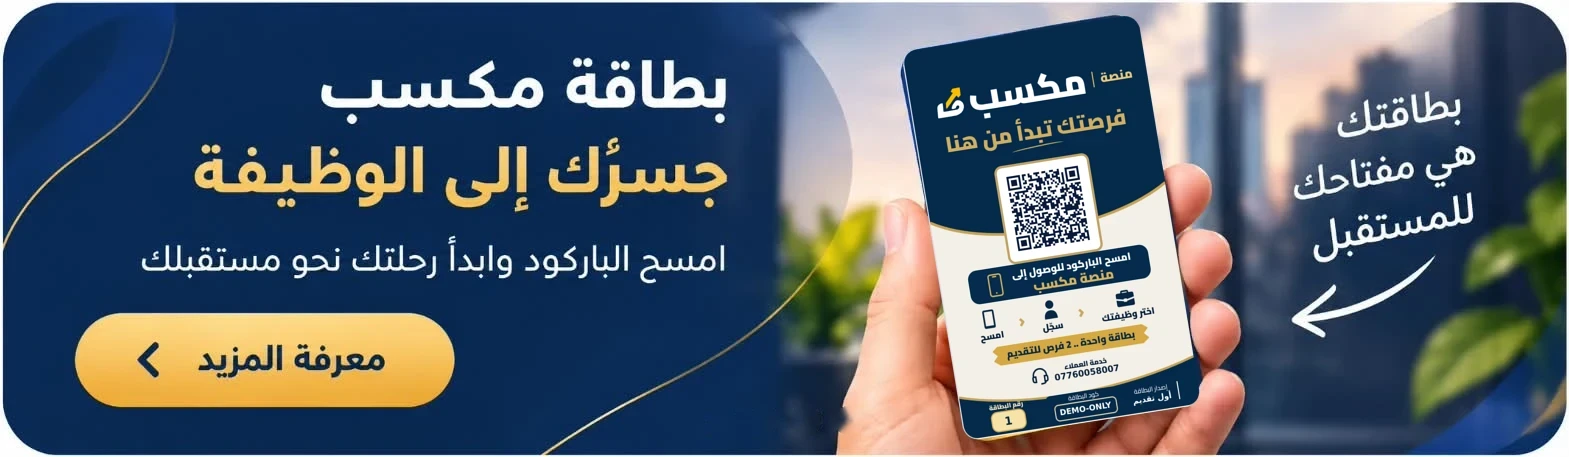 بطاقة مكسب
جسرُك إلى الوظيفة
امسح الباركود وابدأ رحلتك نحو مستقبلك
معرفة المزيد
منصة | مكسب
فرصتك تبدأ من هنا
امسح الباركود للوصول إلى
منصة مكسب
اختر وظيفتك
سجّل
امسح
بطاقة واحدة .. 2 فرص للتقديم
خدمة العملاء
07760058007
إصدار البطاقة
أول تقديم
كود البطاقة
DEMO-ONLY
رقم البطاقة
1
بطاقتك
هي مفتاحك
للمستقبل